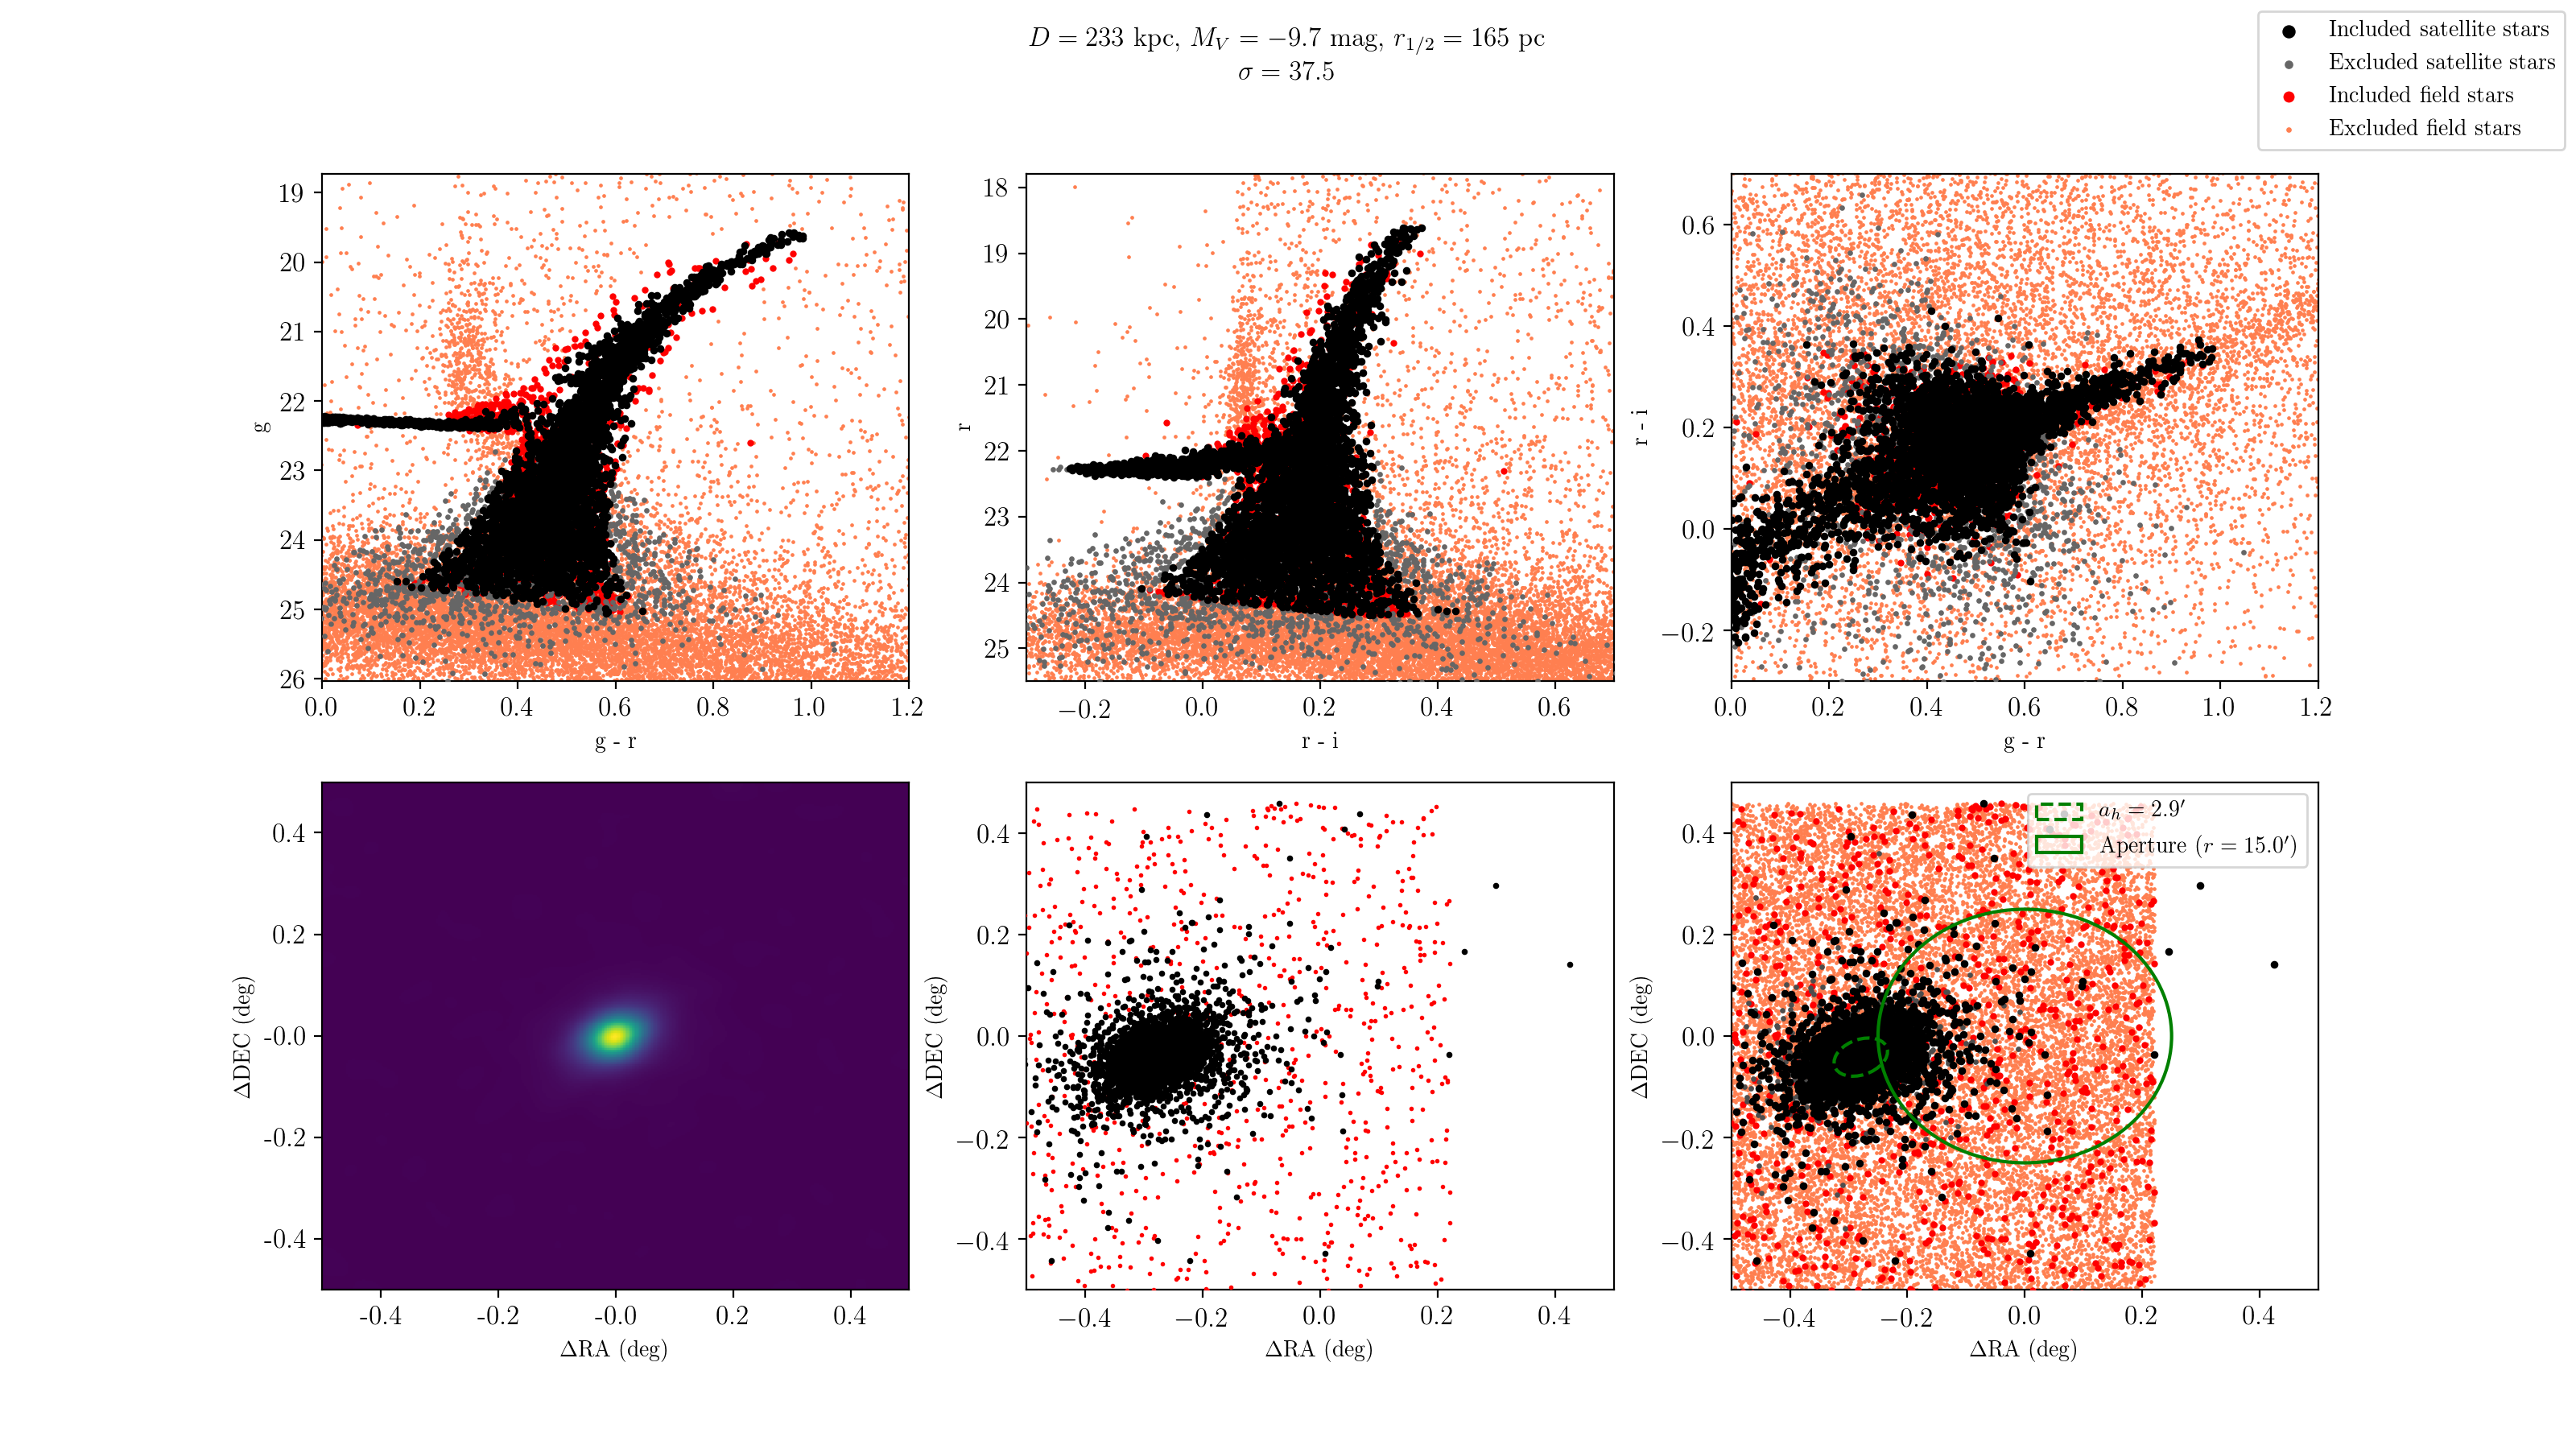 D = 233 kpc, M_V = −9.7 mag, r_{1/2} = 165 pc
σ = 37.5
Included satellite stars
Excluded satellite stars
Included field stars
Excluded field stars
19
20
21
22
23
24
25
26
g
0.0 0.2 0.4 0.6 0.8 1.0 1.2
g - r
18
19
20
21
22
23
24
25
r
−0.2 0.0 0.2 0.4 0.6
r - i
0.6
0.4
0.2
0.0
−0.2
r - i
0.0 0.2 0.4 0.6 0.8 1.0 1.2
g - r
0.4
0.2
-0.0
-0.2
-0.4
ΔDEC (deg)
-0.4 -0.2 -0.0 0.2 0.4
ΔRA (deg)
0.4
0.2
0.0
−0.2
−0.4
ΔDEC (deg)
−0.4 −0.2 0.0 0.2 0.4
ΔRA (deg)
a_h = 2.9′
Aperture (r = 15.0′)
0.4
0.2
0.0
−0.2
−0.4
ΔDEC (deg)
−0.4 −0.2 0.0 0.2 0.4
ΔRA (deg)